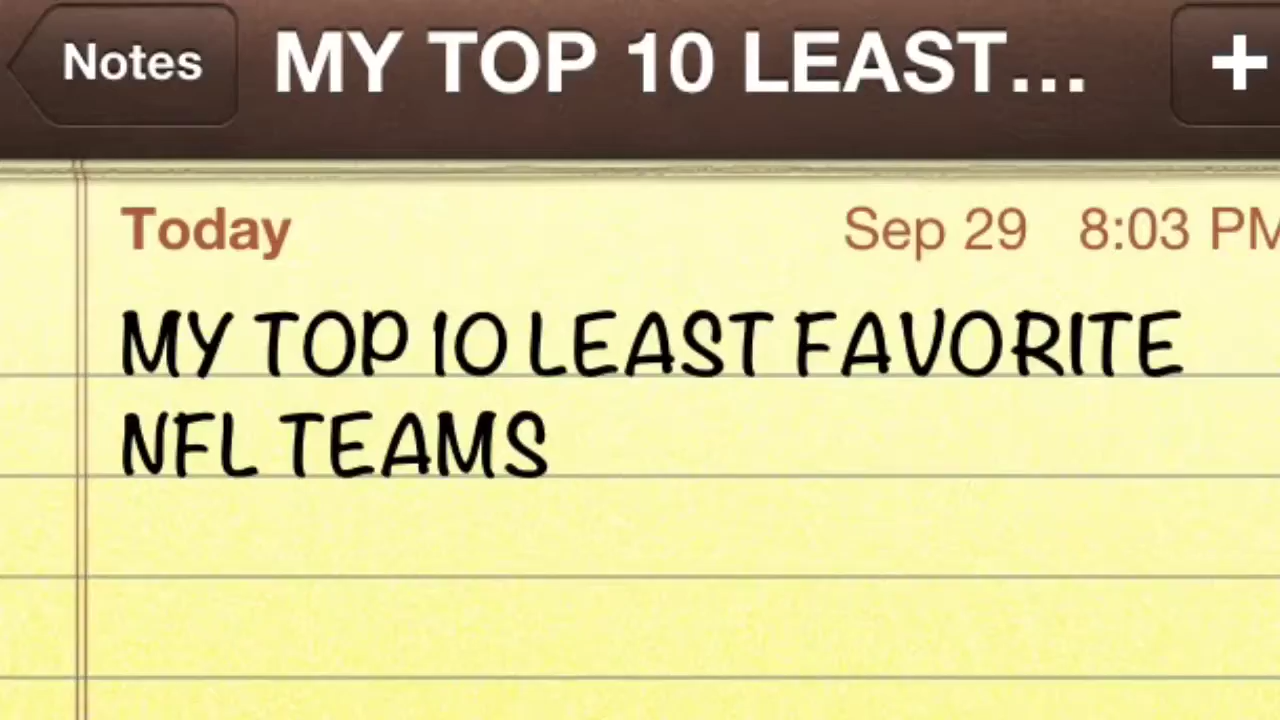 Notes MY TOP 10 LEAST... +
Today Sep 29 8:03 PM
MY TOP 10 LEAST FAVORITE
NFL TEAMS